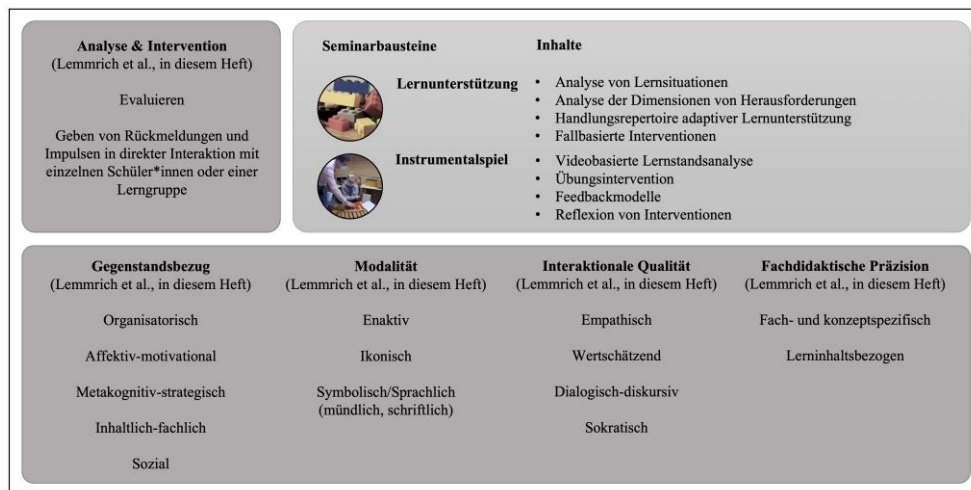 Analyse & Intervention
(Lemmrich et al., in diesem Heft)
Evaluieren
Geben von Rückmeldungen und
Impulsen in direkter Interaktion mit
einzelnen Schüler*innen oder einer
Lerngruppe
Seminarbausteine
Inhalte
Lernunterstützung
• Analyse von Lernsituationen
• Analyse der Dimensionen von Herausforderungen
• Handlungsrepertoire adaptiver Lernunterstützung
• Fallbasierte Interventionen
Instrumentalspiel
• Videobasierte Lernstandsanalyse
• Übungsintervention
• Feedbackmodelle
• Reflexion von Interventionen
Gegenstandsbezug
(Lemmrich et al., in diesem Heft)
Organisatorisch
Affektiv-motivational
Metakognitiv-strategisch
Inhaltlich-fachlich
Sozial
Modalität
(Lemmrich et al., in diesem Heft)
Enaktiv
Ikonisch
Symbolisch/Sprachlich
(mündlich, schriftlich)
Interaktionale Qualität
(Lemmrich et al., in diesem Heft)
Empathisch
Wertschätzend
Dialogisch-diskursiv
Sokratisch
Fachdidaktische Präzision
(Lemmrich et al., in diesem Heft)
Fach- und konzeptspezifisch
Lerninhaltsbezogen